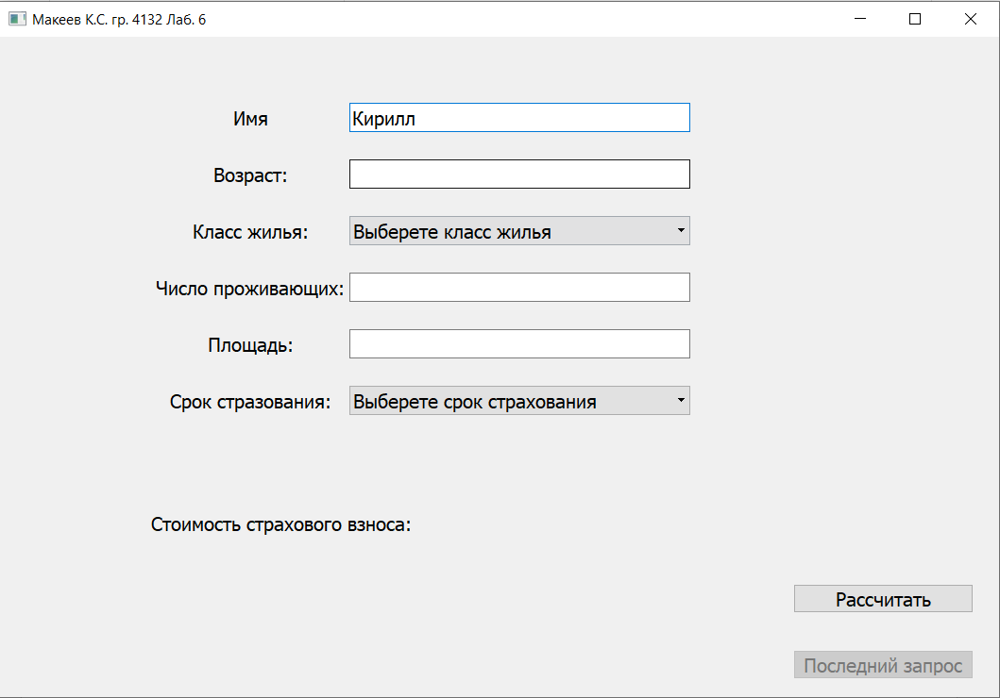 Макеев К.С. гр. 4132 Лаб. 6
Имя
Кирилл
Возраст:
Класс жилья:
Выберете класс жилья
Число проживающих:
Площадь:
Срок стразования:
Выберете срок страхования
Стоимость страхового взноса:
Рассчитать
Последний запрос